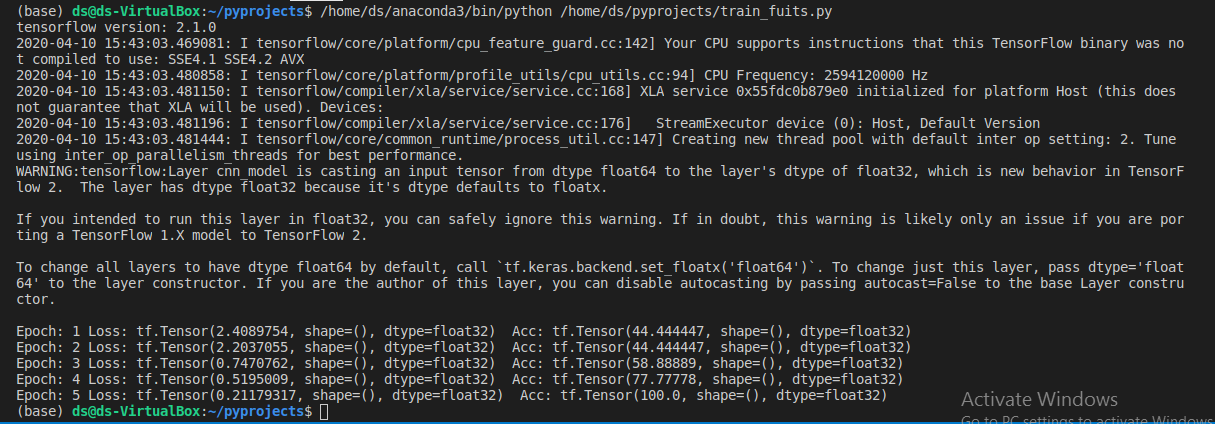 (base) ds@ds-VirtualBox:~/pyprojects$ /home/ds/anaconda3/bin/python /home/ds/pyprojects/train_fuits.py
tensorflow version: 2.1.0
2020-04-10 15:43:03.469081: I tensorflow/core/platform/cpu_feature_guard.cc:142] Your CPU supports instructions that this TensorFlow binary was no
t compiled to use: SSE4.1 SSE4.2 AVX
2020-04-10 15:43:03.480858: I tensorflow/core/platform/profile_utils/cpu_utils.cc:94] CPU Frequency: 2594120000 Hz
2020-04-10 15:43:03.481150: I tensorflow/compiler/xla/service/service.cc:168] XLA service 0x55fdc0b879e0 initialized for platform Host (this does
not guarantee that XLA will be used). Devices:
2020-04-10 15:43:03.481196: I tensorflow/compiler/xla/service/service.cc:176]   StreamExecutor device (0): Host, Default Version
2020-04-10 15:43:03.481444: I tensorflow/core/common_runtime/process_util.cc:147] Creating new thread pool with default inter op setting: 2. Tune
using inter_op_parallelism_threads for best performance.
WARNING:tensorflow:Layer cnn_model is casting an input tensor from dtype float64 to the layer's dtype of float32, which is new behavior in TensorF
low 2.  The layer has dtype float32 because it's dtype defaults to floatx.
If you intended to run this layer in float32, you can safely ignore this warning. If in doubt, this warning is likely only an issue if you are por
ting a TensorFlow 1.X model to TensorFlow 2.
To change all layers to have dtype float64 by default, call `tf.keras.backend.set_floatx('float64')`. To change just this layer, pass dtype='float
64' to the layer constructor. If you are the author of this layer, you can disable autocasting by passing autocast=False to the base Layer constru
ctor.
Epoch: 1 Loss: tf.Tensor(2.4089754, shape=(), dtype=float32)  Acc: tf.Tensor(44.444447, shape=(), dtype=float32)
Epoch: 2 Loss: tf.Tensor(2.2037055, shape=(), dtype=float32)  Acc: tf.Tensor(44.444447, shape=(), dtype=float32)
Epoch: 3 Loss: tf.Tensor(0.7470762, shape=(), dtype=float32)  Acc: tf.Tensor(58.88889, shape=(), dtype=float32)
Epoch: 4 Loss: tf.Tensor(0.5195009, shape=(), dtype=float32)  Acc: tf.Tensor(77.77778, shape=(), dtype=float32)
Epoch: 5 Loss: tf.Tensor(0.21179317, shape=(), dtype=float32)  Acc: tf.Tensor(100.0, shape=(), dtype=float32)
(base) ds@ds-VirtualBox:~/pyprojects$
Activate Windows
Go to PC settings to activate Windows